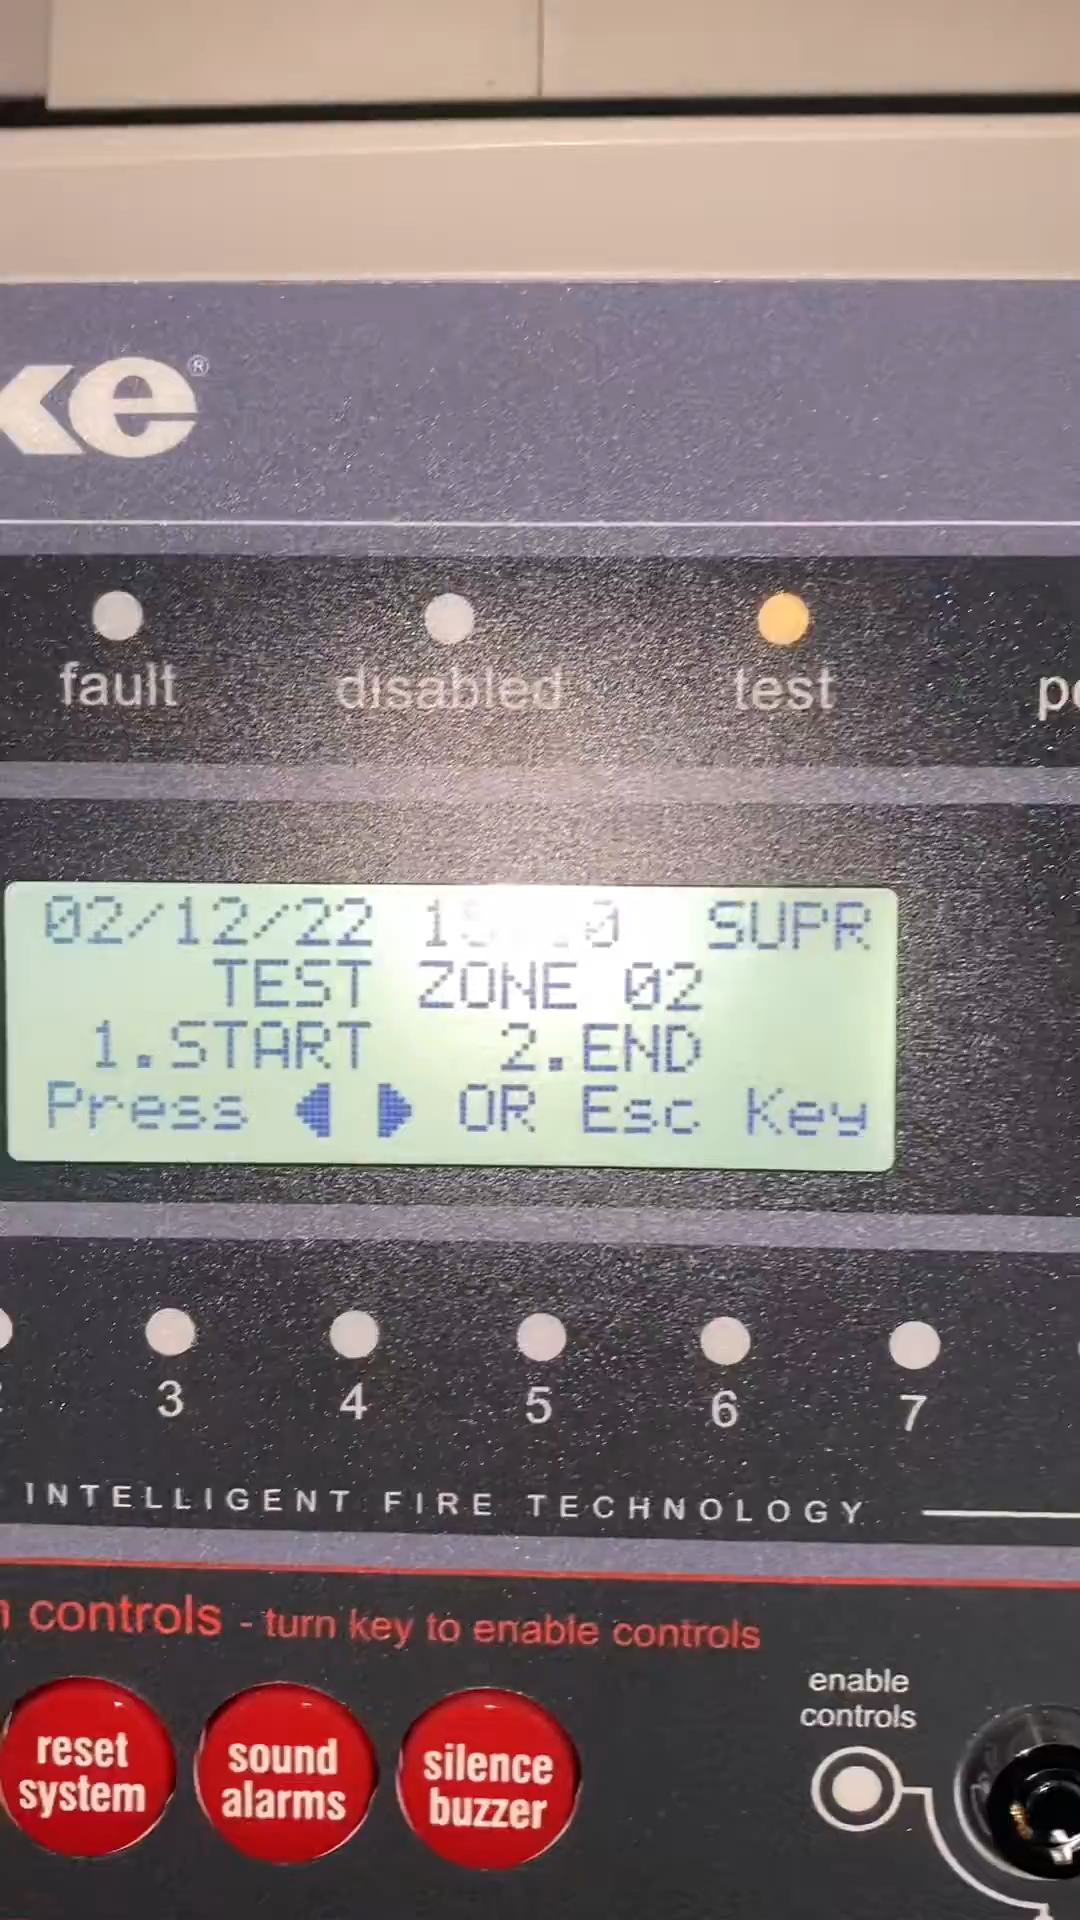 ke®
fault disabled test
02/12/22 SUPR
TEST ZONE 02
1.START 2.END
Press ◀ ▶ OR Esc Key
3 4 5 6 7
INTELLIGENT FIRE TECHNOLOGY
controls - turn key to enable controls
enable
controls
reset
system
sound
alarms
silence
buzzer